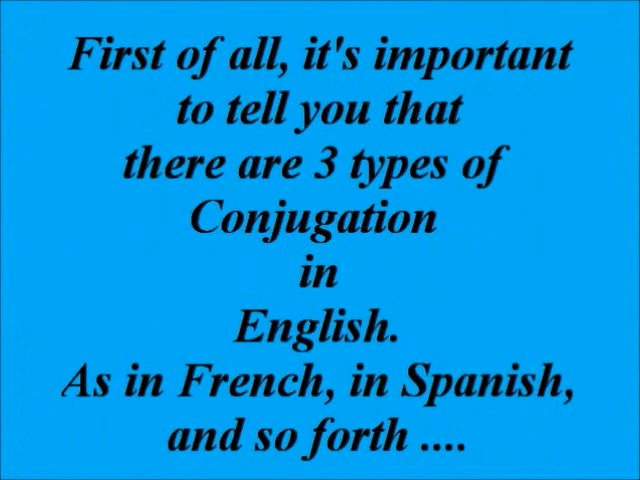 First of all, it's important
to tell you that
there are 3 types of
Conjugation
in
English.
As in French, in Spanish,
and so forth ....